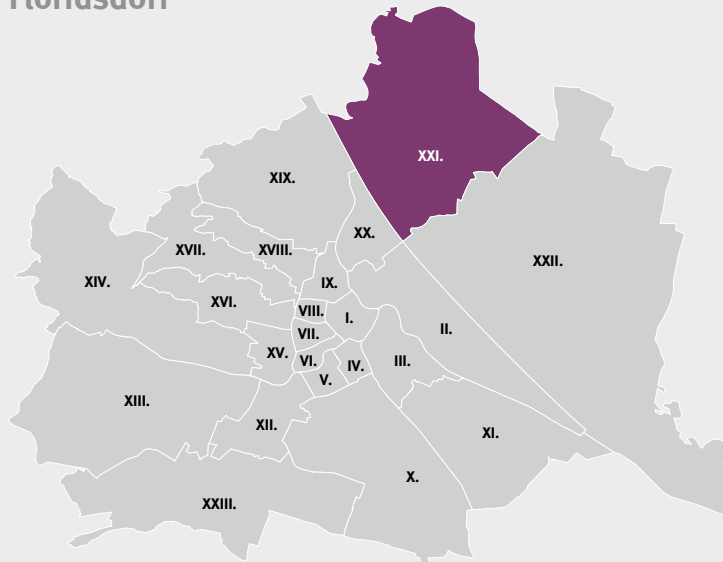 Floridsdorf
XXI.
XIX.
XX.
XVII.
XVIII.
XXII.
XIV.
IX.
XVI.
VIII.
I.
II.
VII.
XV.
VI.
IV.
III.
V.
XIII.
XII.
XI.
X.
XXIII.